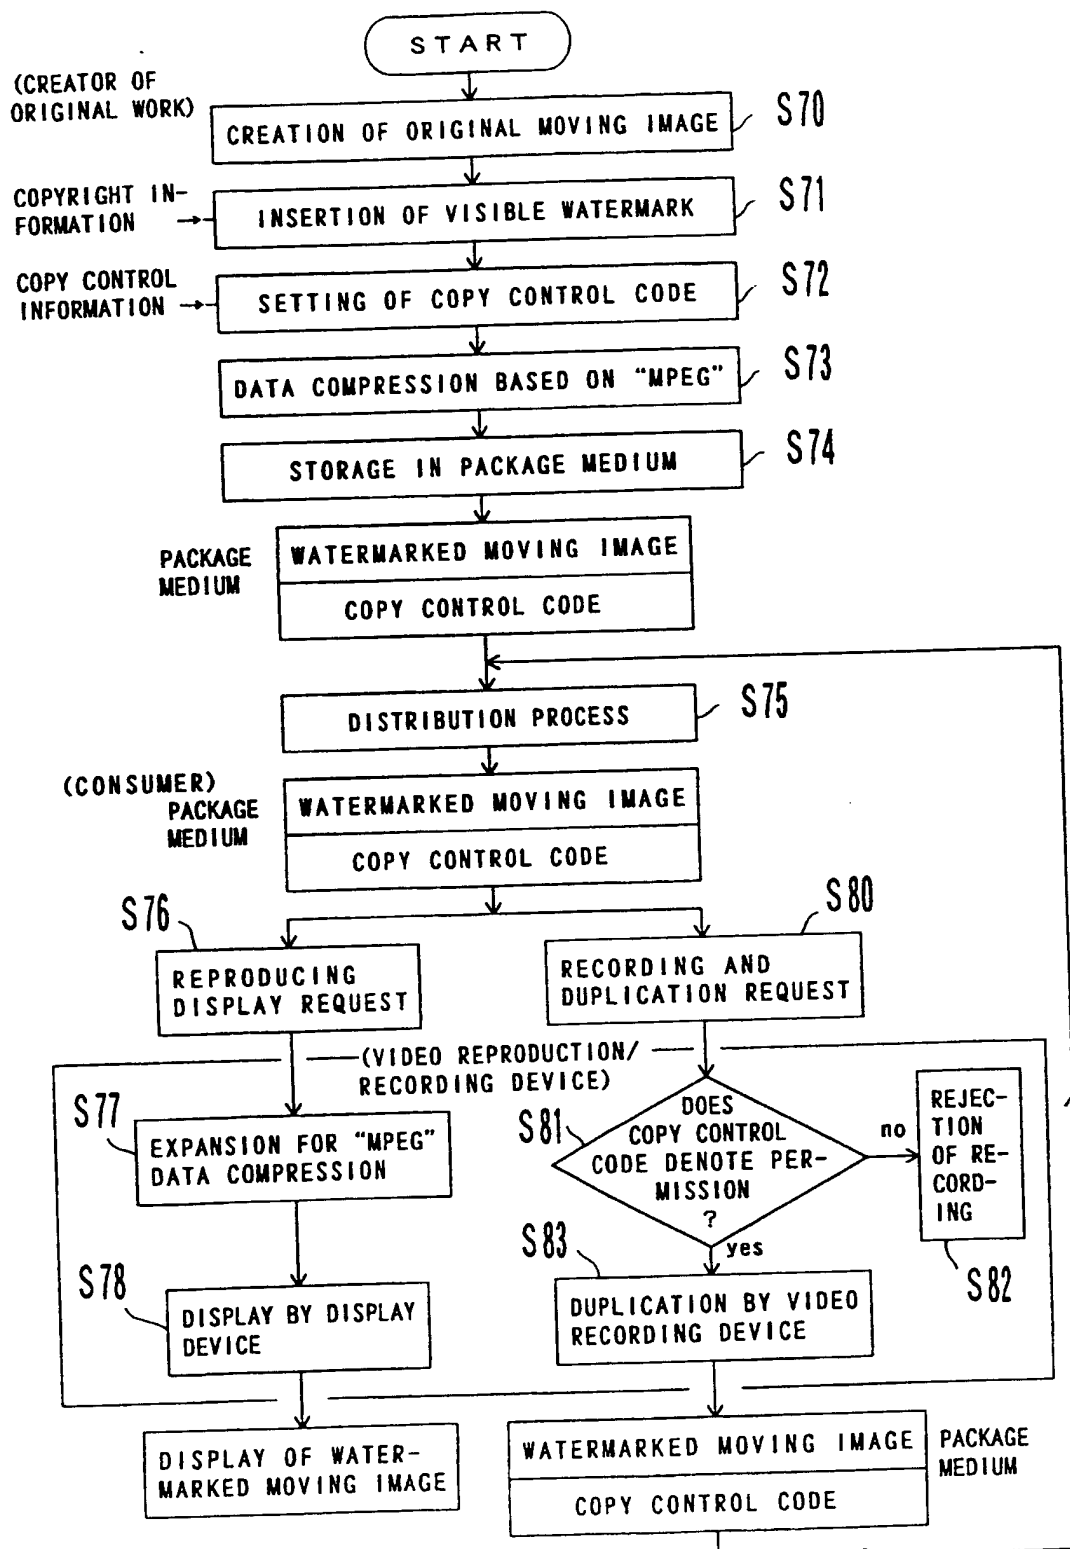 START
(CREATOR OF
ORIGINAL WORK)
CREATION OF ORIGINAL MOVING IMAGE
S70
COPYRIGHT IN-
FORMATION
INSERTION OF VISIBLE WATERMARK
S71
COPY CONTROL
INFORMATION
SETTING OF COPY CONTROL CODE
S72
DATA COMPRESSION BASED ON “MPEG”
S73
STORAGE IN PACKAGE MEDIUM
S74
PACKAGE
MEDIUM
WATERMARKED MOVING IMAGE
COPY CONTROL CODE
DISTRIBUTION PROCESS
S75
(CONSUMER)
PACKAGE
MEDIUM
WATERMARKED MOVING IMAGE
COPY CONTROL CODE
S76
REPRODUCING
DISPLAY REQUEST
S80
RECORDING AND
DUPLICATION REQUEST
(VIDEO REPRODUCTION/
RECORDING DEVICE)
S77
EXPANSION FOR “MPEG”
DATA COMPRESSION
S81
DOES
COPY CONTROL
CODE DENOTE PER-
MISSION
?
no
REJEC-
TION
OF RE-
CORD-
ING
S82
yes
S78
DISPLAY BY DISPLAY
DEVICE
S83
DUPLICATION BY VIDEO
RECORDING DEVICE
DISPLAY OF WATER-
MARKED MOVING IMAGE
WATERMARKED MOVING IMAGE
COPY CONTROL CODE
PACKAGE
MEDIUM